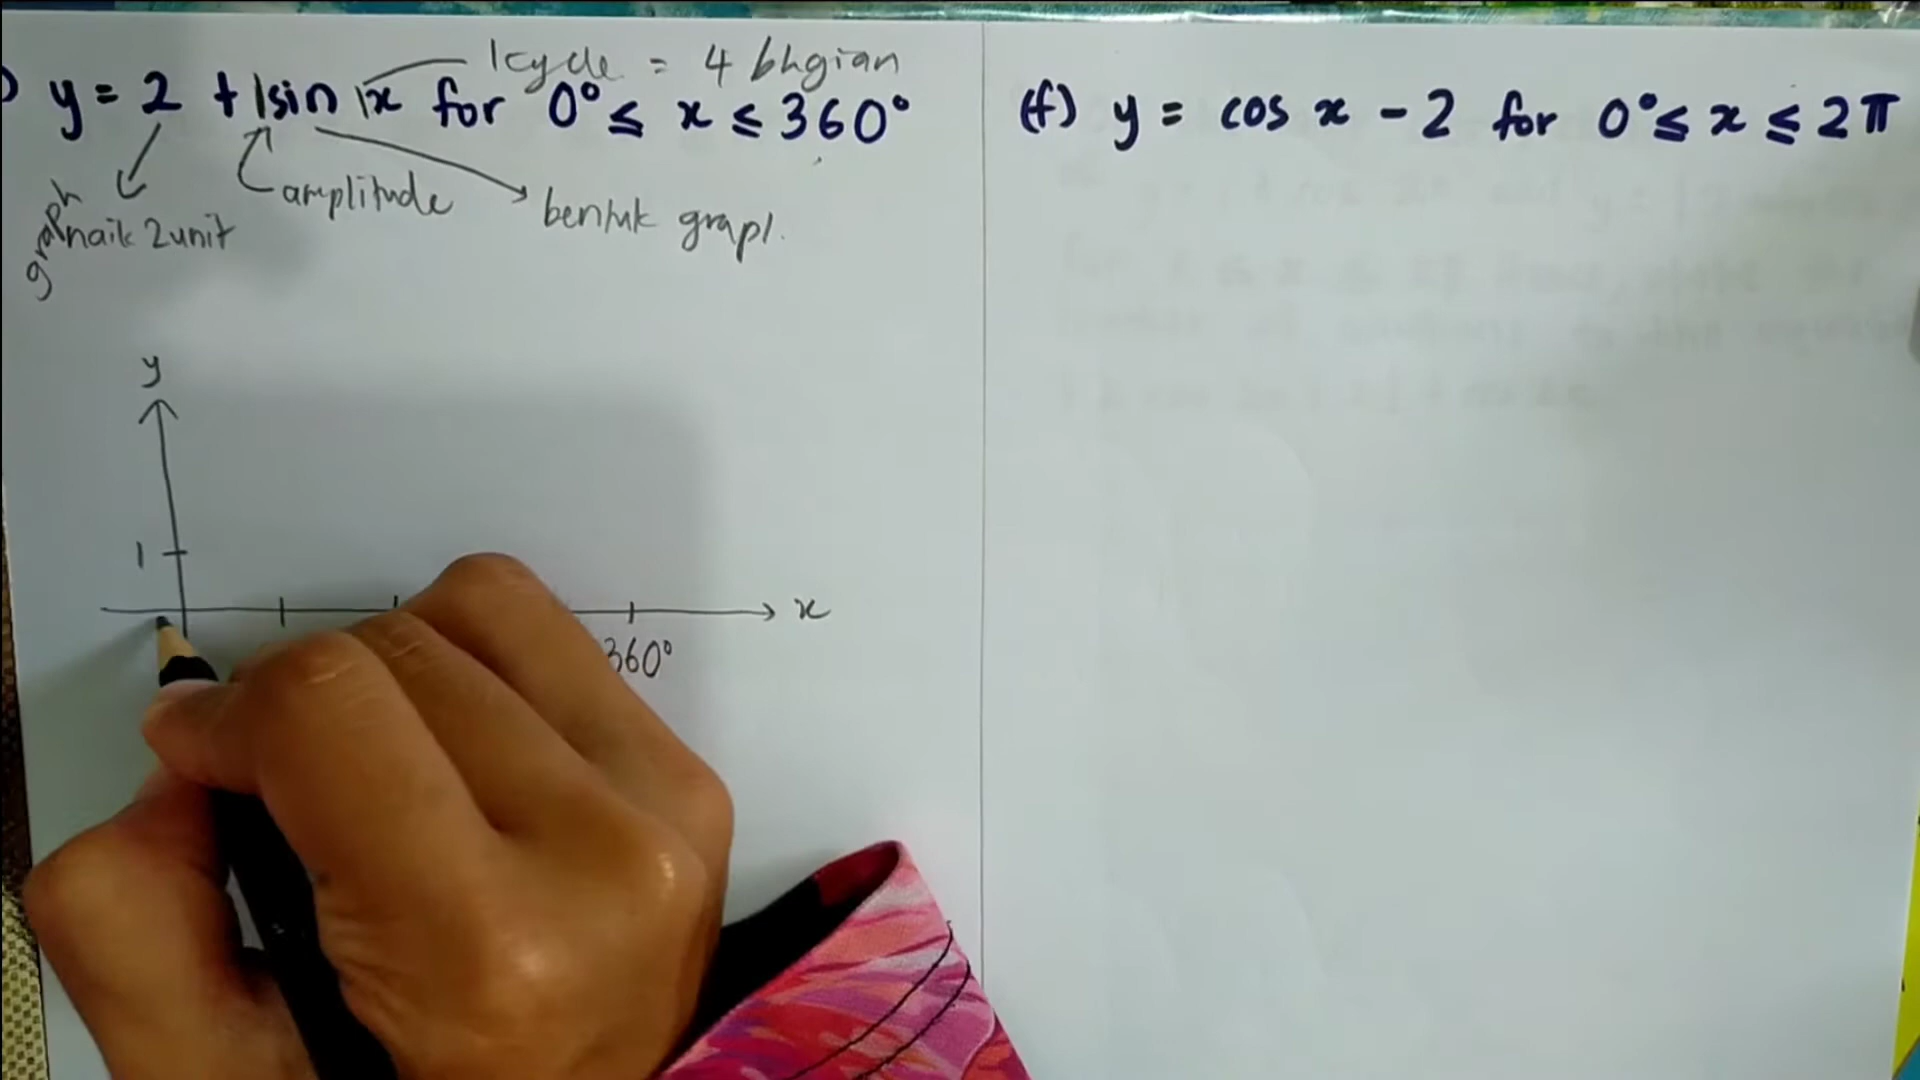 1cycle = 4 bhgian
) y = 2 + 1sin 1x for 0° ≤ x ≤ 360°
amplitude
bentuk graph
graph naik 2unit
y
1
x
360°
(f) y = cos x - 2 for 0° ≤ x ≤ 2π